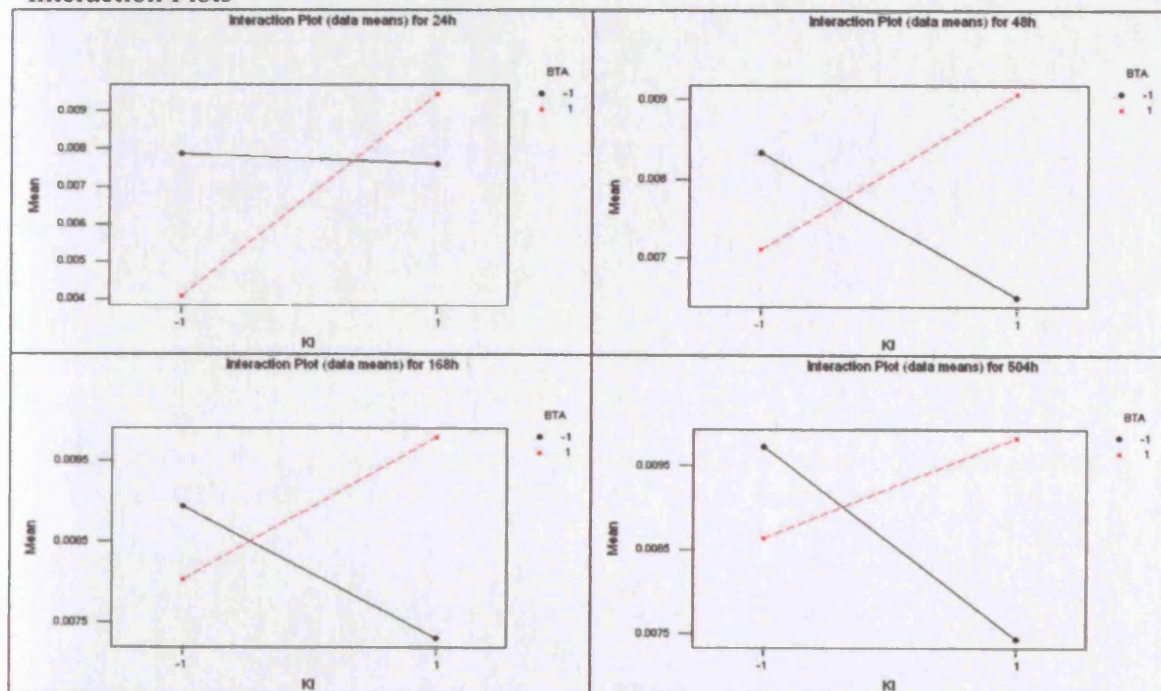 Interaction Plots
Interaction Plot (data means) for 24h
BTA
-1
1
0.009
0.008
0.007
0.006
0.005
0.004
Mean
-1
1
KI
Interaction Plot (data means) for 48h
BTA
-1
1
0.009
0.008
0.007
Mean
-1
1
KI
Interaction Plot (data means) for 168h
BTA
-1
1
0.0095
0.0085
0.0075
Mean
-1
1
KI
Interaction Plot (data means) for 504h
BTA
-1
1
0.0095
0.0085
0.0075
Mean
-1
1
KI